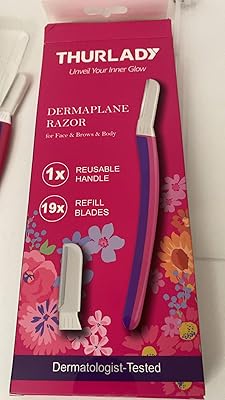 THURLADY
Unveil Your Inner Glow
DERMAPLANE
RAZOR
for Face & Brows & Body
1x
REUSABLE
HANDLE
19x
REFILL
BLADES
Dermatologist-Tested